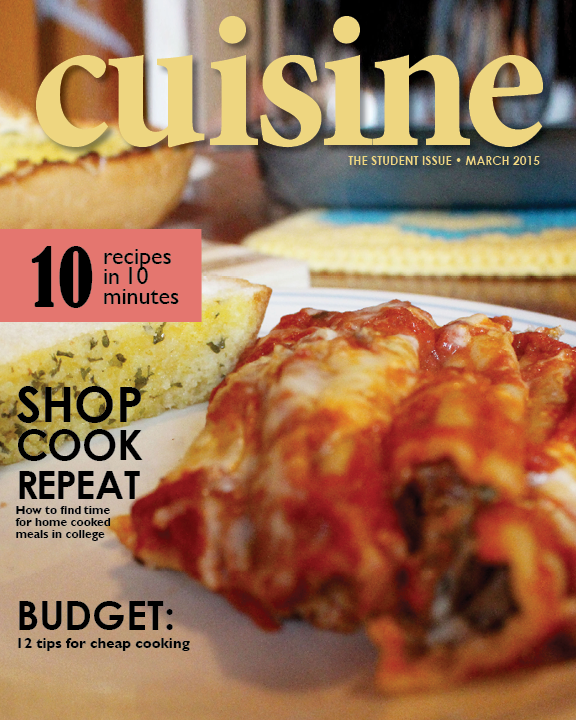 cuisine
THE STUDENT ISSUE • MARCH 2015
10 recipes
in 10
minutes
SHOP
COOK
REPEAT
How to find time
for home cooked
meals in college
BUDGET:
12 tips for cheap cooking